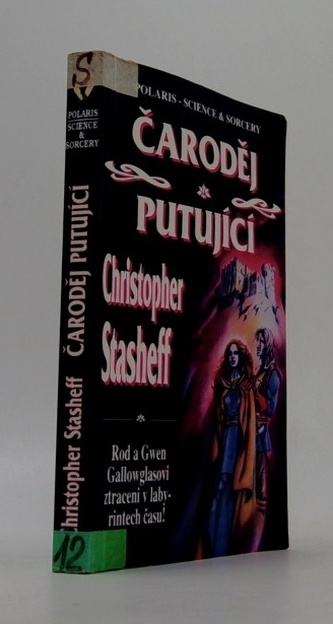 S
POLARIS
SCIENCE
&
SORCERY
ČARODĚJ PUTUJÍCÍ
Christopher Stasheff
12
POLARIS - SCIENCE & SORCERY
ČARODĚJ
PUTUJÍCÍ
Christopher
Stasheff
Rod a Gwen
Gallowglasovi
ztraceni v laby-
rintech času!